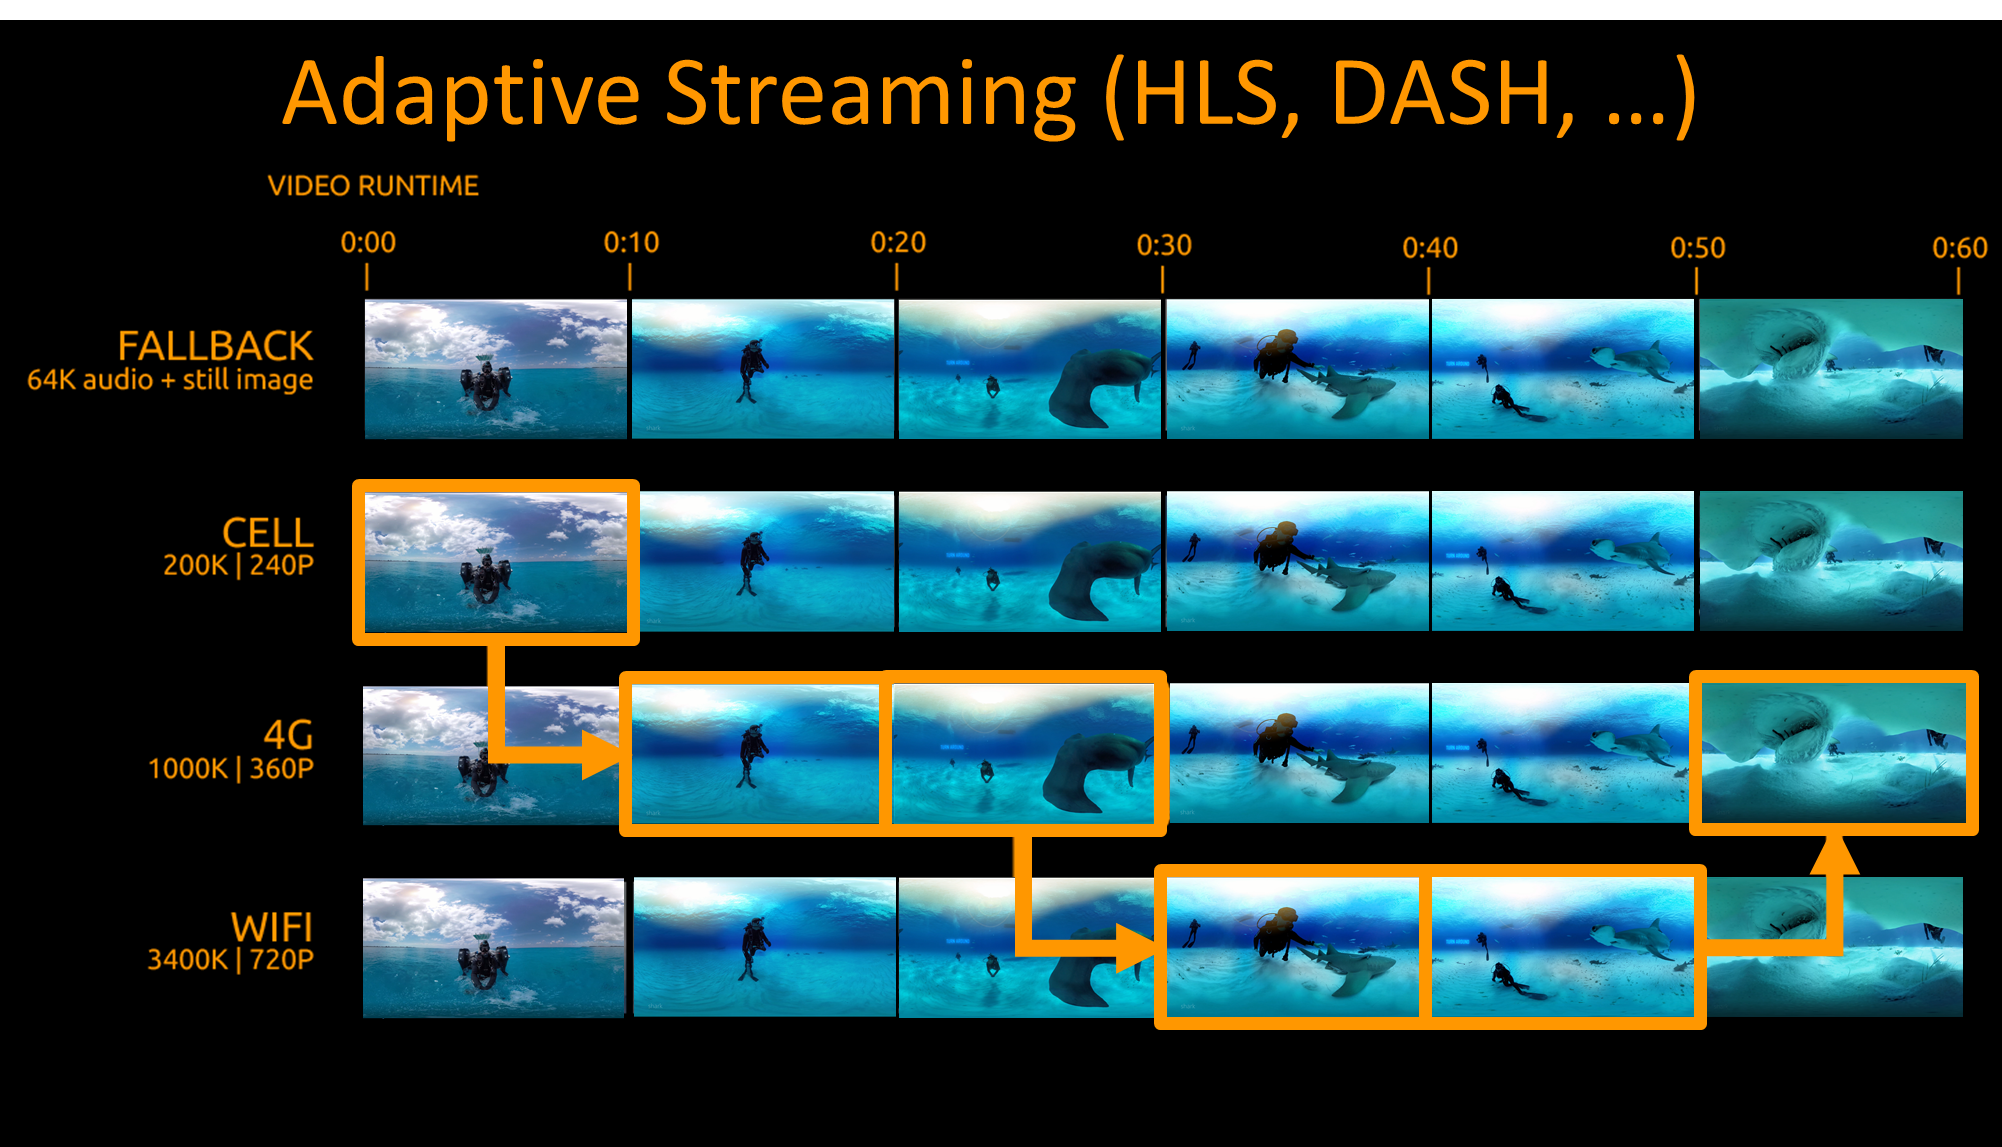 Adaptive Streaming (HLS, DASH, ...)
VIDEO RUNTIME
0:00 0:10 0:20 0:30 0:40 0:50 0:60
FALLBACK
64K audio + still image
CELL
200K | 240P
4G
1000K | 360P
WIFI
3400K | 720P